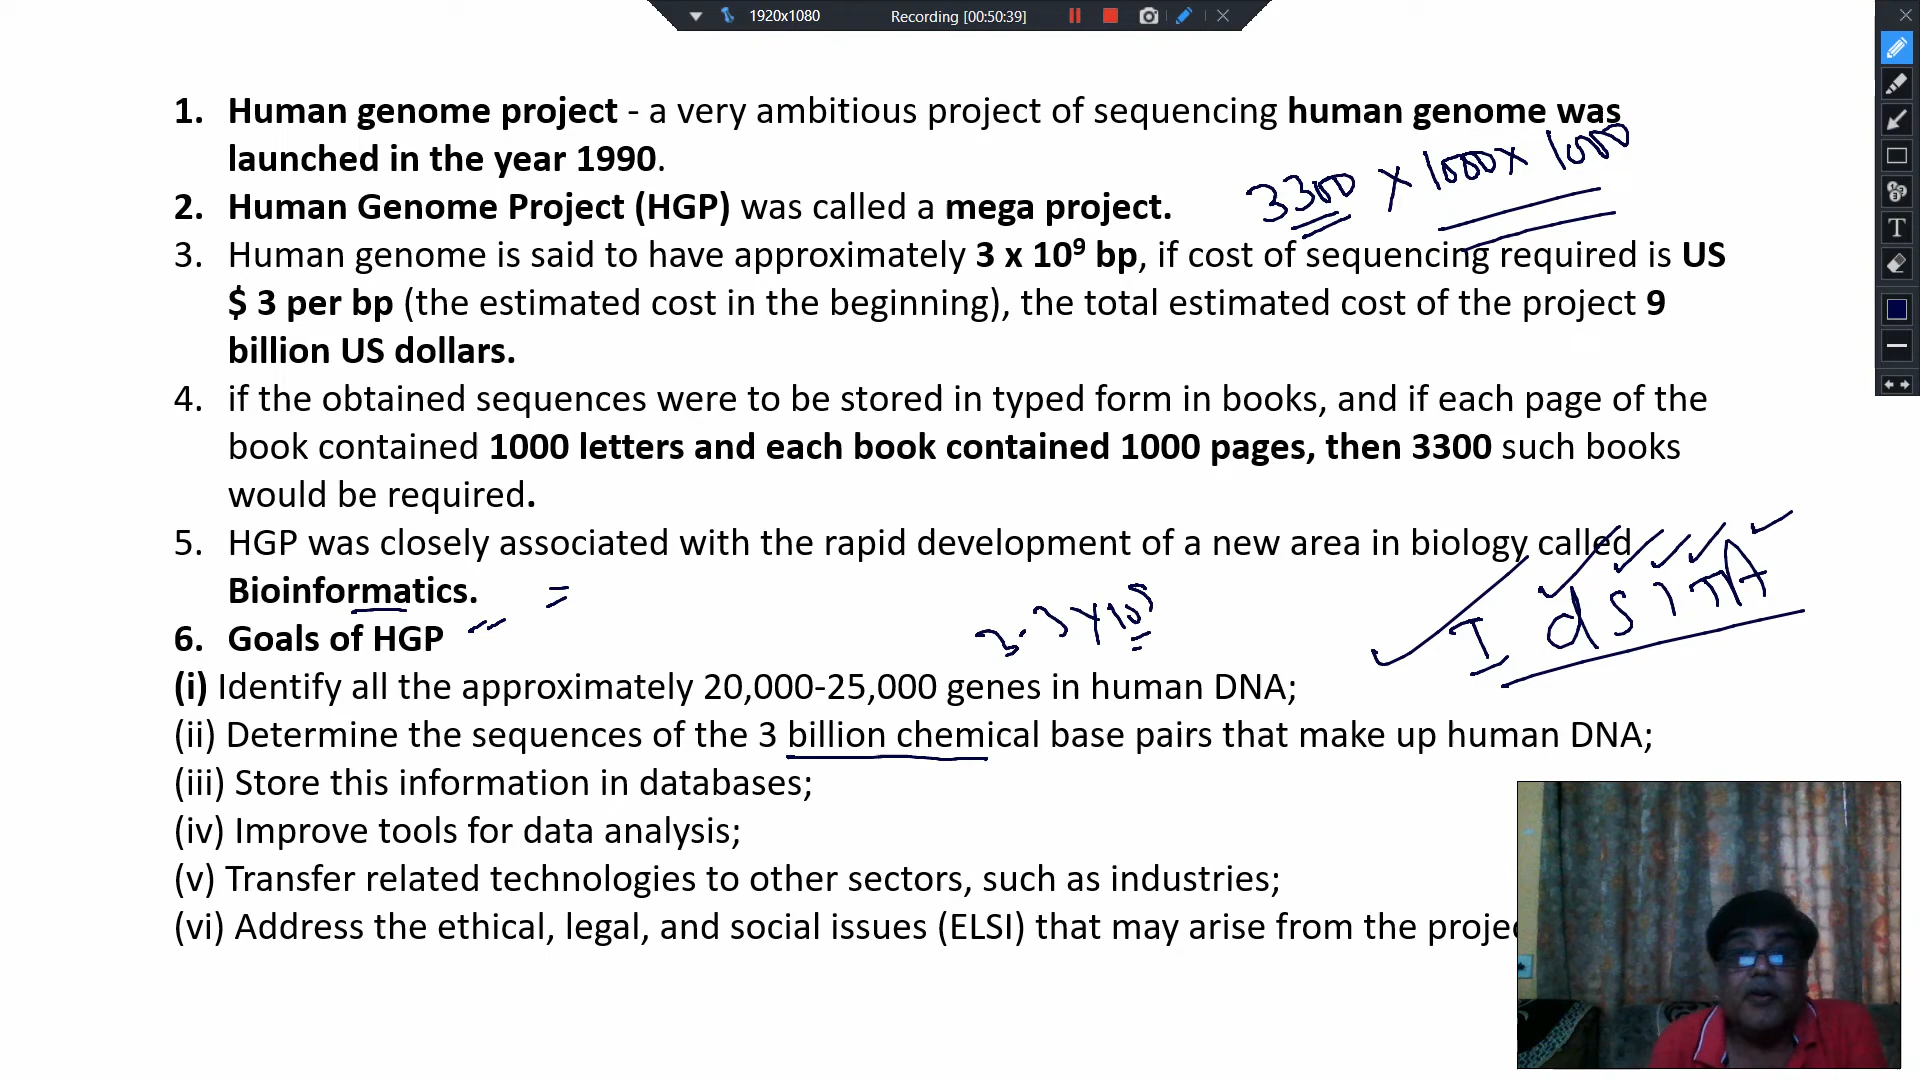 1920x1080 Recording [00:50:39]
1. Human genome project - a very ambitious project of sequencing human genome was
launched in the year 1990.
3300 X 1000 x 1000
2. Human Genome Project (HGP) was called a mega project.
3. Human genome is said to have approximately 3 x 10⁹ bp, if cost of sequencing required is US
$ 3 per bp (the estimated cost in the beginning), the total estimated cost of the project 9
billion US dollars.
4. if the obtained sequences were to be stored in typed form in books, and if each page of the
book contained 1000 letters and each book contained 1000 pages, then 3300 such books
would be required.
5. HGP was closely associated with the rapid development of a new area in biology called
Bioinformatics.
6. Goals of HGP
(i) Identify all the approximately 20,000-25,000 genes in human DNA;
(ii) Determine the sequences of the 3 billion chemical base pairs that make up human DNA;
(iii) Store this information in databases;
(iv) Improve tools for data analysis;
(v) Transfer related technologies to other sectors, such as industries;
(vi) Address the ethical, legal, and social issues (ELSI) that may arise from the projec